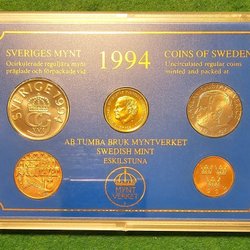 SVERIGES MYNT
Ocirkulerade reguljära mynt
präglade och förpackade vid
1994
COINS OF SWEDEN
Uncirculated regular coins
minted and packed at
SVERIGE 199
AB TUMBA BRUK MYNTVERKET
SWEDISH MINT
ESKILSTUNA
MYNT
VERKET